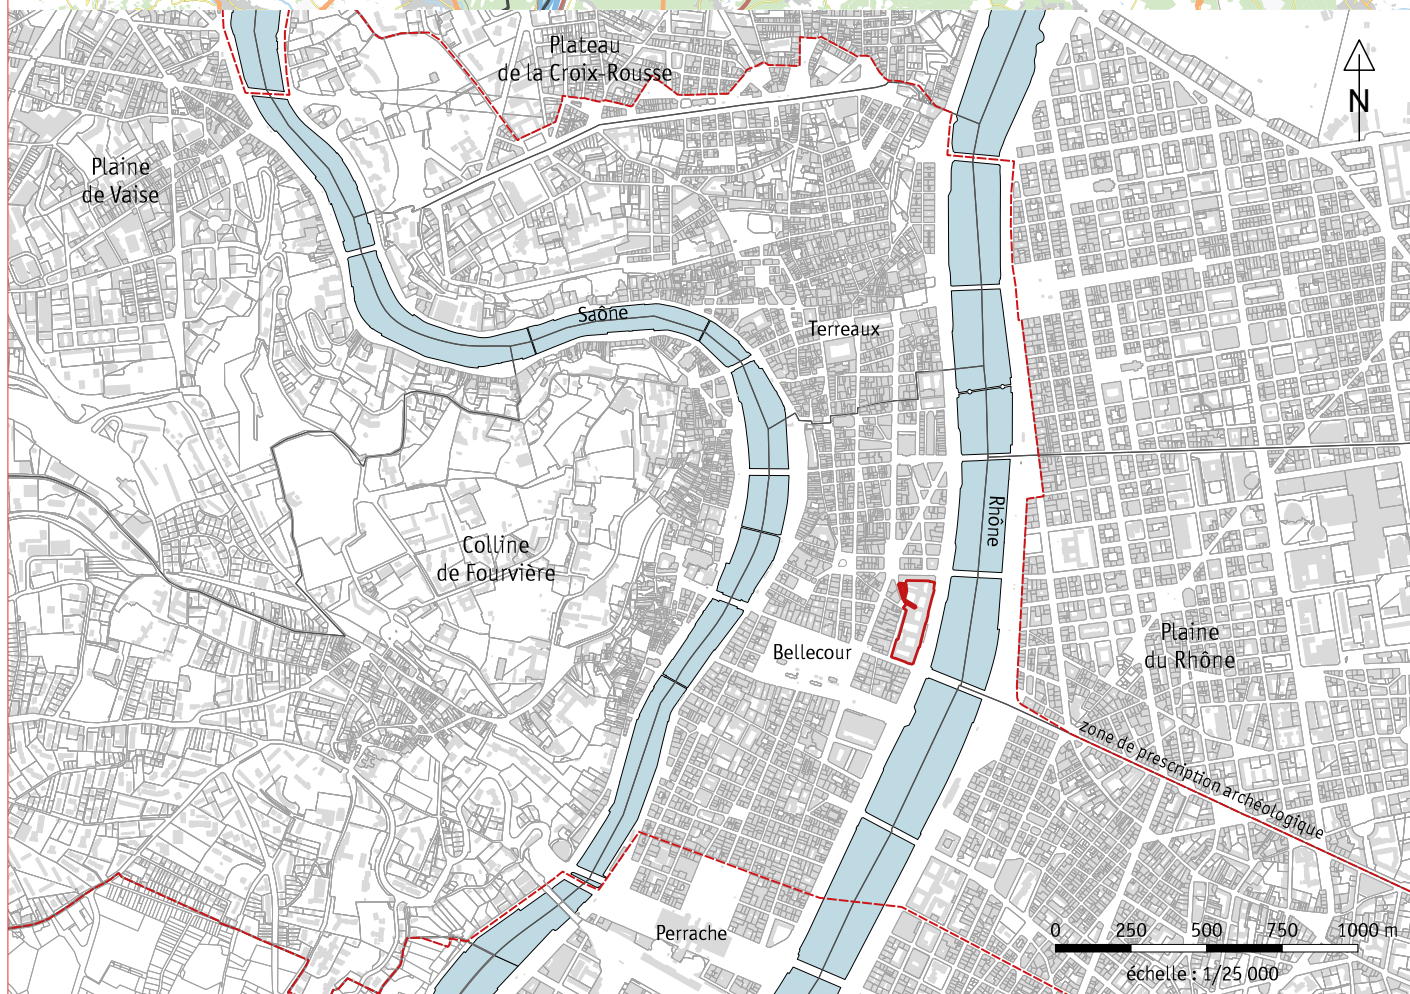 Plateau
de la Croix-Rousse
N
Plaine
de Vaise
Saône
Terreaux
Rhône
Colline
de Fourvière
Bellecour
Plaine
du Rhône
zone de prescription archéologique
Perrache
0 250 500 750 1000 m
échelle : 1/25 000